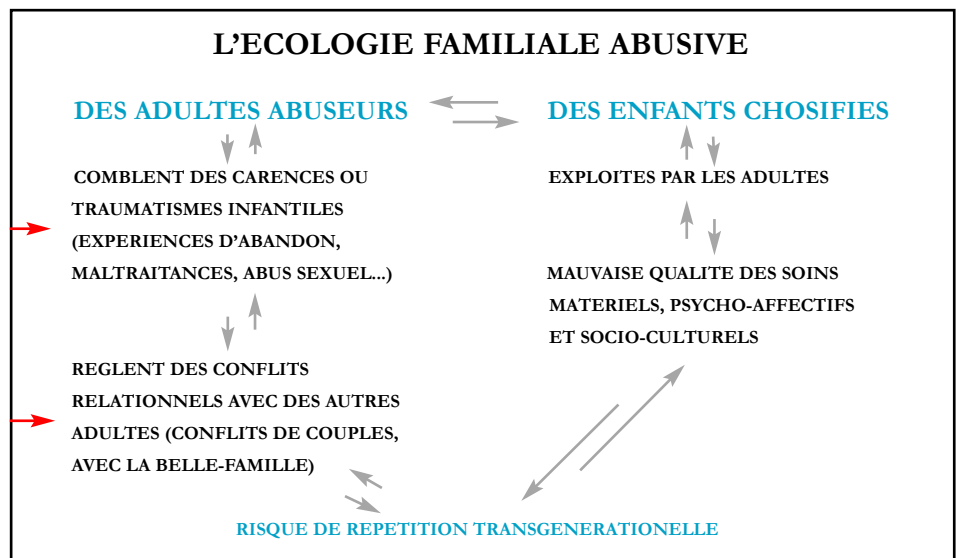 L'ECOLOGIE FAMILIALE ABUSIVE
DES ADULTES ABUSEURS
COMBLENT DES CARENCES OU
TRAUMATISMES INFANTILES
(EXPERIENCES D'ABANDON,
MALTRAITANCES, ABUS SEXUEL...)
REGLENT DES CONFLITS
RELATIONNELS AVEC DES AUTRES
ADULTES (CONFLITS DE COUPLES,
AVEC LA BELLE-FAMILLE)
DES ENFANTS CHOSIFIES
EXPLOITES PAR LES ADULTES
MAUVAISE QUALITE DES SOINS
MATERIELS, PSYCHO-AFFECTIFS
ET SOCIO-CULTURELS
RISQUE DE REPETITION TRANSGENERATIONELLE